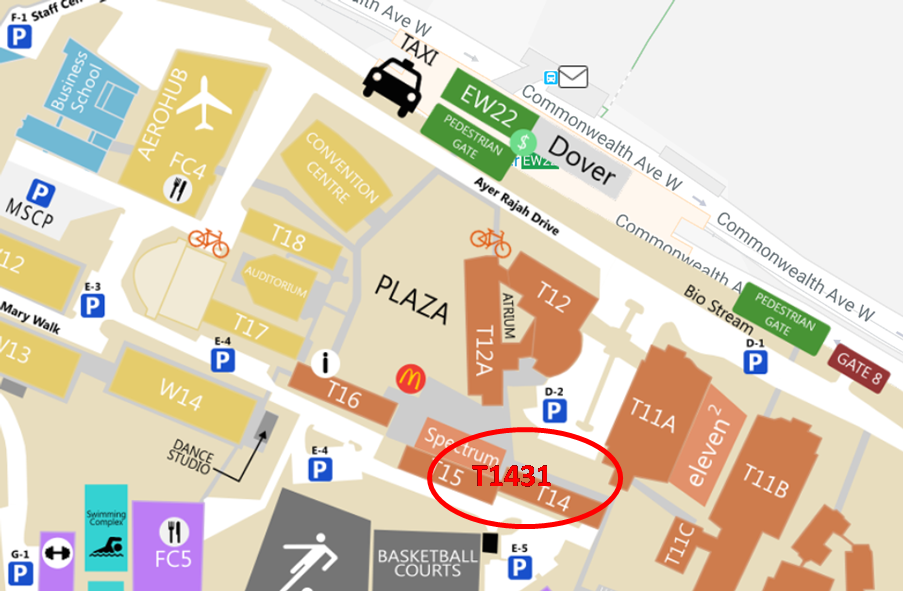 F-1
Staff Cen
P
Commonwealth Ave W
TAXI
Business
School
AEROHUB
FC4
EW22
PEDESTRIAN
GATE
$
EW2
Dover
Commonwealth Ave W
Commonwealth Ave W
Commonwealth A
Ayer Rajah Drive
CONVENTION
CENTRE
P
MSCP
T18
AUDITORIUM
T17
PLAZA
ATRIUM
T12
T12A
Bio Stream
PEDESTRIAN
GATE
GATE 8
D-1
P
E-3
P
Mary Walk
W13
W14
E-4
P
i
T16
D-2
P
T11A
eleven²
T11B
T11C
Spectrum
T15
T1431
T14
DANCE
STUDIO
E-4
P
Swimming
Complex
FC5
BASKETBALL
COURTS
E-5
P
G-1
P